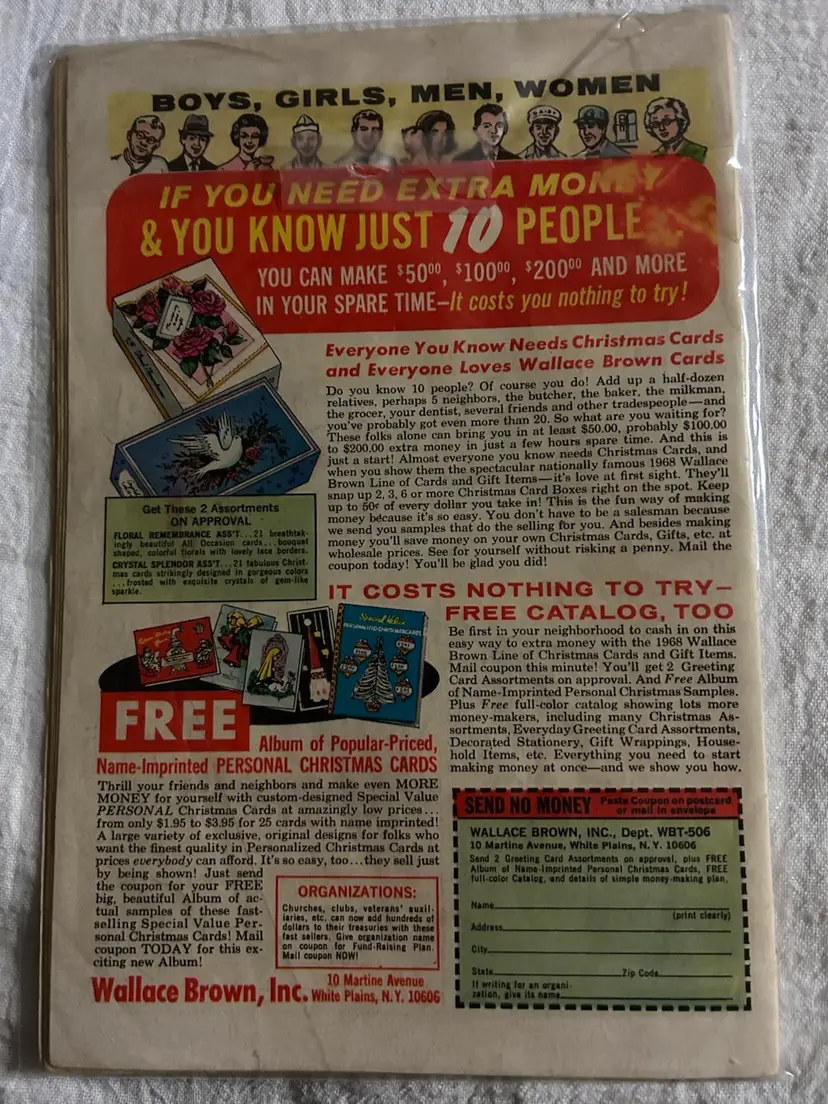 BOYS, GIRLS, MEN, WOMEN
IF YOU NEED EXTRA MONEY
& YOU KNOW JUST 10 PEOPLE...
YOU CAN MAKE $50⁰⁰, $100⁰⁰, $200⁰⁰ AND MORE
IN YOUR SPARE TIME—It costs you nothing to try!
Everyone You Know Needs Christmas Cards
and Everyone Loves Wallace Brown Cards
Do you know 10 people? Of course you do! Add up a half-dozen
relatives, perhaps 5 neighbors, the butcher, the baker, the milkman,
the grocer, your dentist, several friends and other tradespeople—and
you've probably got even more than 20. So what are you waiting for?
These folks alone can bring you in at least $50.00, probably $100.00
to $200.00 extra money in just a few hours spare time. And this is
just a start! Almost everyone you know needs Christmas Cards, and
when you show them the spectacular nationally famous 1968 Wallace
Brown Line of Cards and Gift Items—it's love at first sight. They'll
snap up 2, 3, 6 or more Christmas Card Boxes right on the spot. Keep
up to 50¢ of every dollar you take in! This is the fun way of making
money because it's so easy. You don't have to be a salesman because
we send you samples that do the selling for you. And besides making
money you'll save money on your own Christmas Cards, Gifts, etc. at
wholesale prices. See for yourself without risking a penny. Mail the
coupon today! You'll be glad you did!
Get These 2 Assortments
ON APPROVAL
FLORAL REMEMBRANCE ASS'T...21 breathtak-
ingly beautiful All Occasion cards...bouquet
shaped, colorful florals with lovely lace borders.
CRYSTAL SPLENDOR ASS'T...21 fabulous Christ-
mas cards strikingly designed in gorgeous colors
...frosted with exquisite crystals of gem-like
sparkle.
IT COSTS NOTHING TO TRY—
FREE CATALOG, TOO
Be first in your neighborhood to cash in on this
easy way to extra money with the 1968 Wallace
Brown Line of Christmas Cards and Gift Items.
Mail coupon this minute! You'll get 2 Greeting
Card Assortments on approval. And Free Album
of Name-Imprinted Personal Christmas Samples.
Plus Free full-color catalog showing lots more
money-makers, including many Christmas As-
sortments, Everyday Greeting Card Assortments,
Decorated Stationery, Gift Wrappings, House-
hold Items, etc. Everything you need to start
making money at once—and we show you how.
Special Value
PERSONALIZED CHRISTMAS CARDS
FREE
Album of Popular-Priced,
Name-Imprinted PERSONAL CHRISTMAS CARDS
Thrill your friends and neighbors and make even MORE
MONEY for yourself with custom-designed Special Value
PERSONAL Christmas Cards at amazingly low prices...
from only $1.95 to $3.95 for 25 cards with name imprinted!
A large variety of exclusive, original designs for folks who
want the finest quality in Personalized Christmas Cards at
prices everybody can afford. It's so easy, too...they sell just
by being shown! Just send
the coupon for your FREE
big, beautiful Album of ac-
tual samples of these fast-
selling Special Value Per-
sonal Christmas Cards! Mail
coupon TODAY for this ex-
citing new Album!
ORGANIZATIONS:
Churches, clubs, veterans' auxil-
iaries, etc. can now add hundreds of
dollars to their treasuries with these
fast sellers. Give organization name
on coupon for Fund-Raising Plan.
Mail coupon NOW!
Wallace Brown, Inc.
10 Martine Avenue
White Plains, N.Y. 10606
SEND NO MONEY Paste Coupon on postcard
or mail in envelope
WALLACE BROWN, INC., Dept. WBT-506
10 Martine Avenue, White Plains, N.Y. 10606
Send 2 Greeting Card Assortments on approval, plus FREE
Album of Name-Imprinted Personal Christmas Cards, FREE
full-color Catalog, and details of simple money-making plan.
Name
(print clearly)
Address
City
State Zip Code
If writing for an organi-
zation, give its name